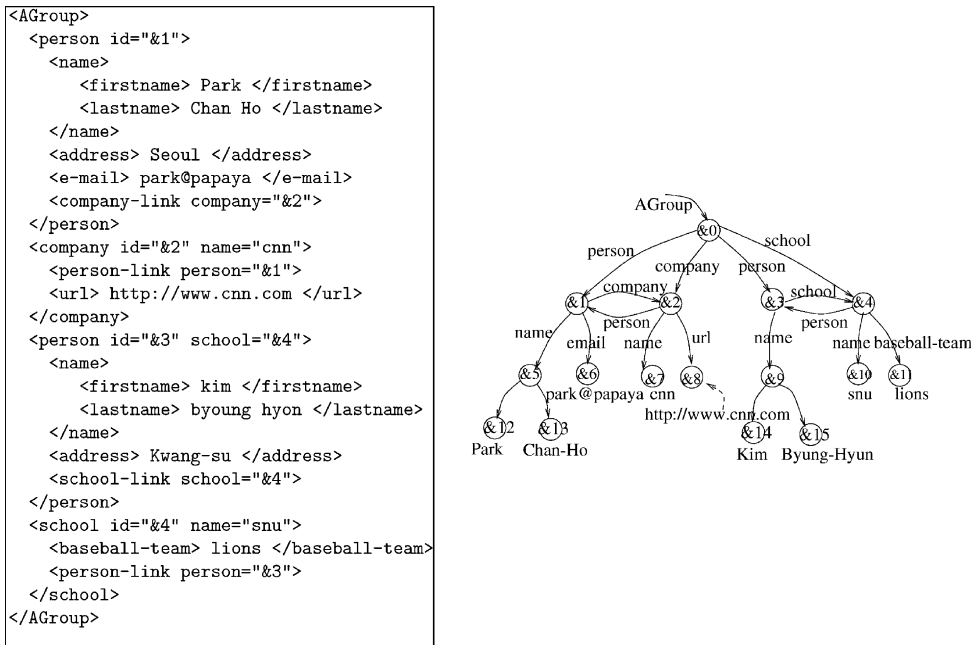 <AGroup>
<person id="&1">
<name>
<firstname> Park </firstname>
<lastname> Chan Ho </lastname>
</name>
<address> Seoul </address>
<e-mail> park@papaya </e-mail>
<company-link company="&2">
</person>
<company id="&2" name="cnn">
<person-link person="&1">
<url> http://www.cnn.com </url>
</company>
<person id="&3" school="&4">
<name>
<firstname> kim </firstname>
<lastname> byoung hyon </lastname>
</name>
<address> Kwang-su </address>
<school-link school="&4">
</person>
<school id="&4" name="snu">
<baseball-team> lions </baseball-team>
<person-link person="&3">
</school>
</AGroup>
AGroup
&0
person company person school
&1 company &2 &3 school &4
person person
name email name url name name baseball-team
&5 &6 &7 &8 &9 &10 &11
park@papaya cnn snu lions
http://www.cnn.com
&12 &13 &14 &15
Park Chan-Ho Kim Byung-Hyun